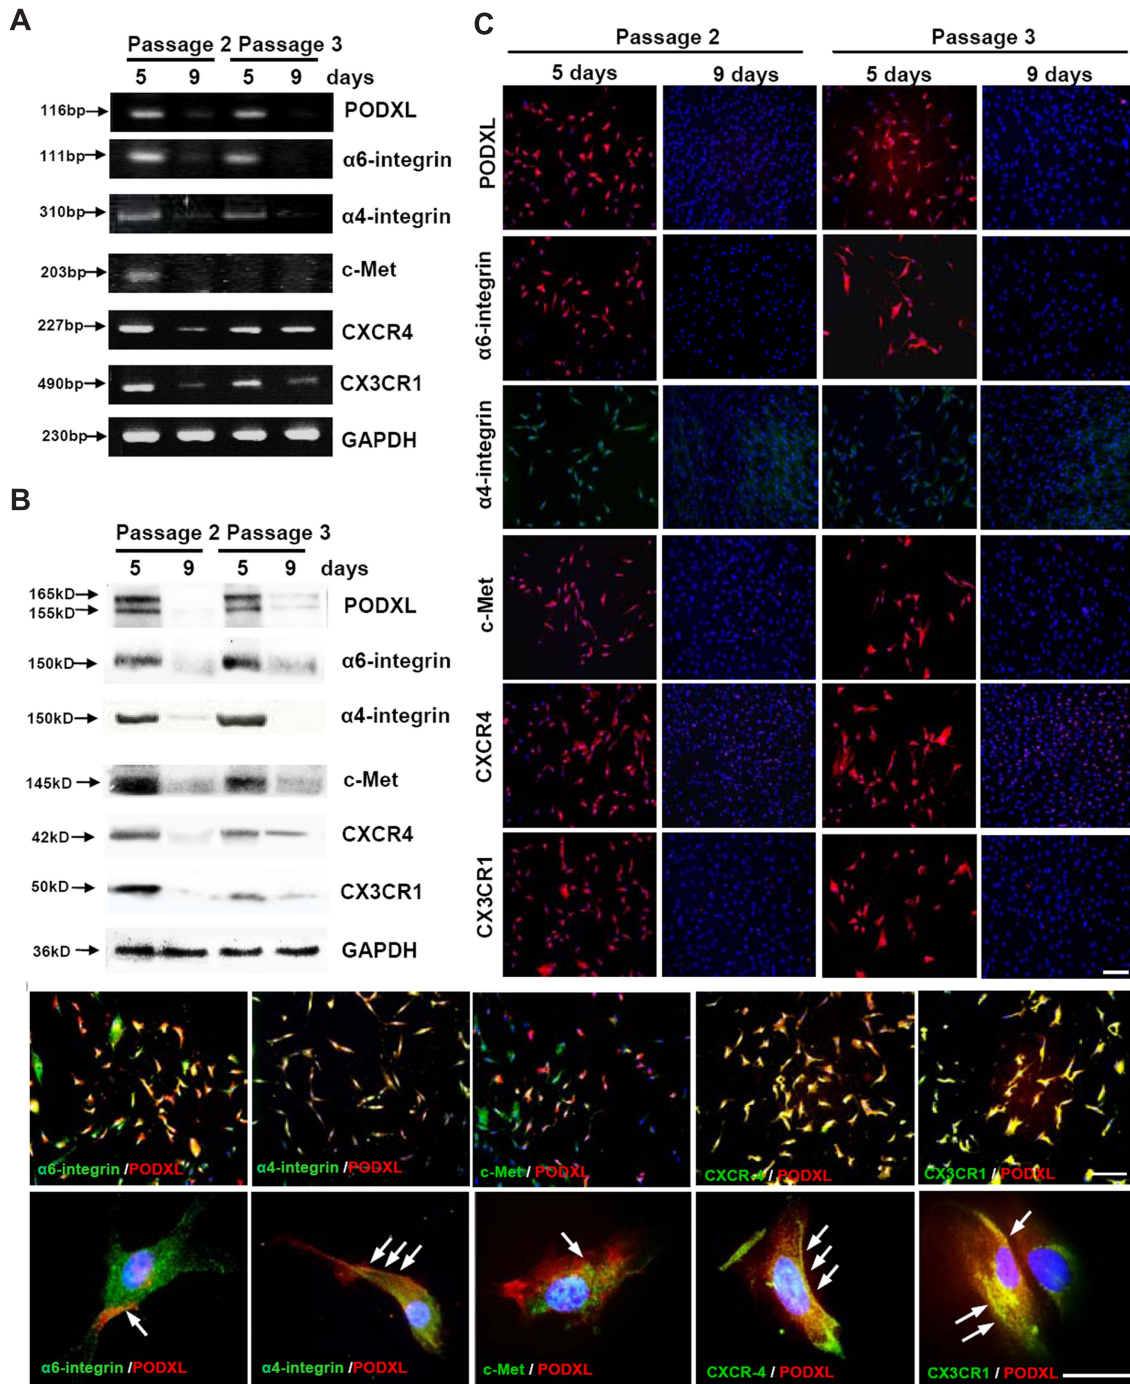 A
Passage 2 Passage 3
5 9 5 9 days
116bp PODXL
111bp α6-integrin
310bp α4-integrin
203bp c-Met
227bp CXCR4
490bp CX3CR1
230bp GAPDH
B
Passage 2 Passage 3
5 9 5 9 days
165kD
155kD
PODXL
150kD α6-integrin
150kD α4-integrin
145kD c-Met
42kD CXCR4
50kD CX3CR1
36kD GAPDH
C
Passage 2 Passage 3
5 days 9 days 5 days 9 days
PODXL
α6-integrin
α4-integrin
c-Met
CXCR4
CX3CR1
α6-integrin /PODXL α4-integrin /PODXL c-Met / PODXL CXCR-4 / PODXL CX3CR1 / PODXL
α6-integrin /PODXL α4-integrin /PODXL c-Met / PODXL CXCR-4 / PODXL CX3CR1 / PODXL